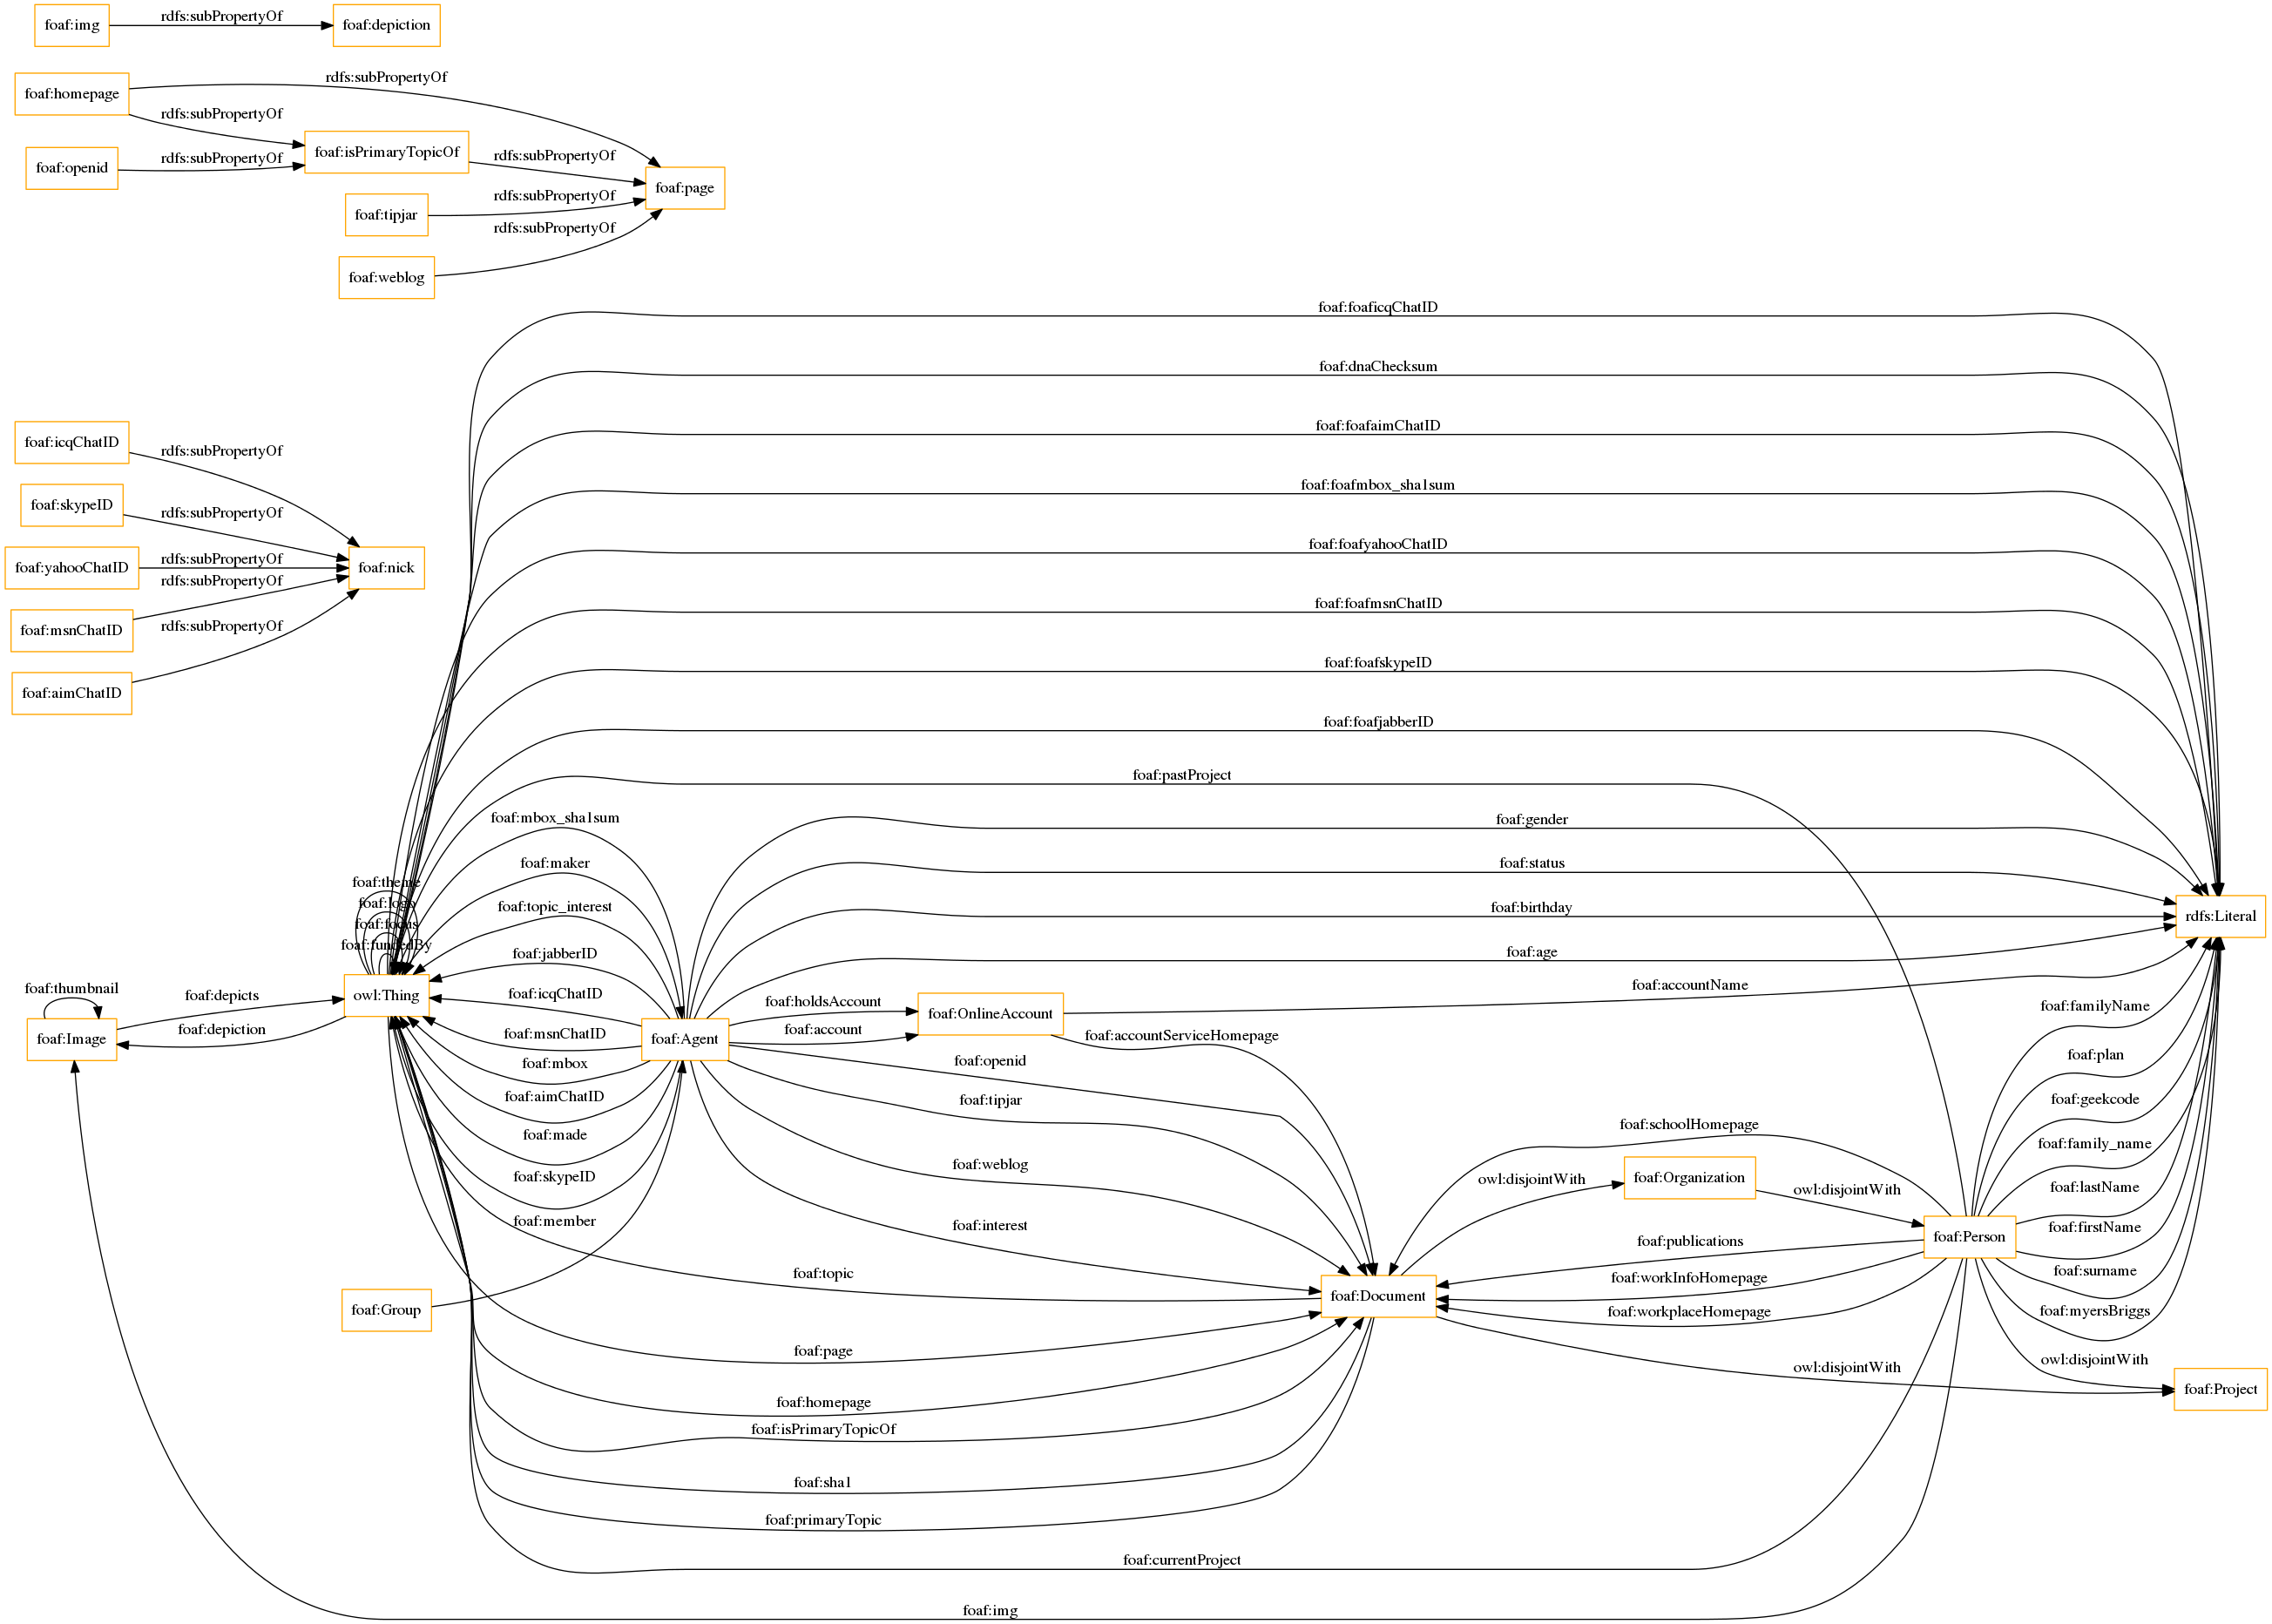 foaf:img
rdfs:subPropertyOf
foaf:depiction
foaf:homepage
rdfs:subPropertyOf
rdfs:subPropertyOf
foaf:openid
rdfs:subPropertyOf
foaf:isPrimaryTopicOf
rdfs:subPropertyOf
foaf:page
foaf:tipjar
rdfs:subPropertyOf
foaf:weblog
rdfs:subPropertyOf
foaf:icqChatID
rdfs:subPropertyOf
foaf:skypeID
rdfs:subPropertyOf
foaf:yahooChatID
rdfs:subPropertyOf
foaf:nick
foaf:msnChatID
rdfs:subPropertyOf
foaf:aimChatID
rdfs:subPropertyOf
foaf:foaficqChatID
foaf:dnaChecksum
foaf:foafaimChatID
foaf:foafmbox_sha1sum
foaf:foafyahooChatID
foaf:foafmsnChatID
foaf:foafskypeID
foaf:foafjabberID
foaf:pastProject
foaf:mbox_sha1sum
foaf:maker
foaf:topic_interest
foaf:jabberID
foaf:icqChatID
foaf:msnChatID
foaf:mbox
foaf:aimChatID
foaf:made
foaf:skypeID
foaf:member
foaf:theme
foaf:logo
foaf:focus
foaf:fundedBy
owl:Thing
foaf:thumbnail
foaf:Image
foaf:depicts
foaf:depiction
foaf:Agent
foaf:Group
foaf:gender
foaf:status
foaf:birthday
foaf:age
rdfs:Literal
foaf:holdsAccount
foaf:account
foaf:OnlineAccount
foaf:accountName
foaf:accountServiceHomepage
foaf:openid
foaf:tipjar
foaf:weblog
foaf:interest
foaf:topic
foaf:page
foaf:homepage
foaf:isPrimaryTopicOf
foaf:sha1
foaf:primaryTopic
foaf:currentProject
foaf:img
foaf:Document
foaf:schoolHomepage
owl:disjointWith
foaf:Organization
owl:disjointWith
foaf:Person
foaf:publications
foaf:workInfoHomepage
foaf:workplaceHomepage
owl:disjointWith
foaf:familyName
foaf:plan
foaf:geekcode
foaf:family_name
foaf:lastName
foaf:firstName
foaf:surname
foaf:myersBriggs
owl:disjointWith
foaf:Project